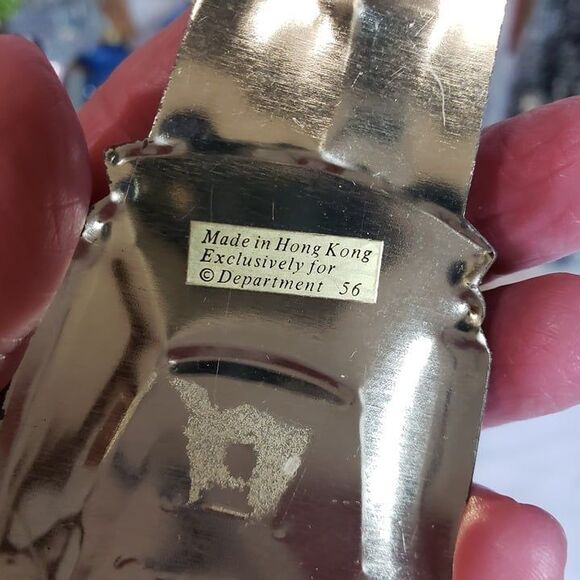 Made in Hong Kong
Exclusively for
© Department 56